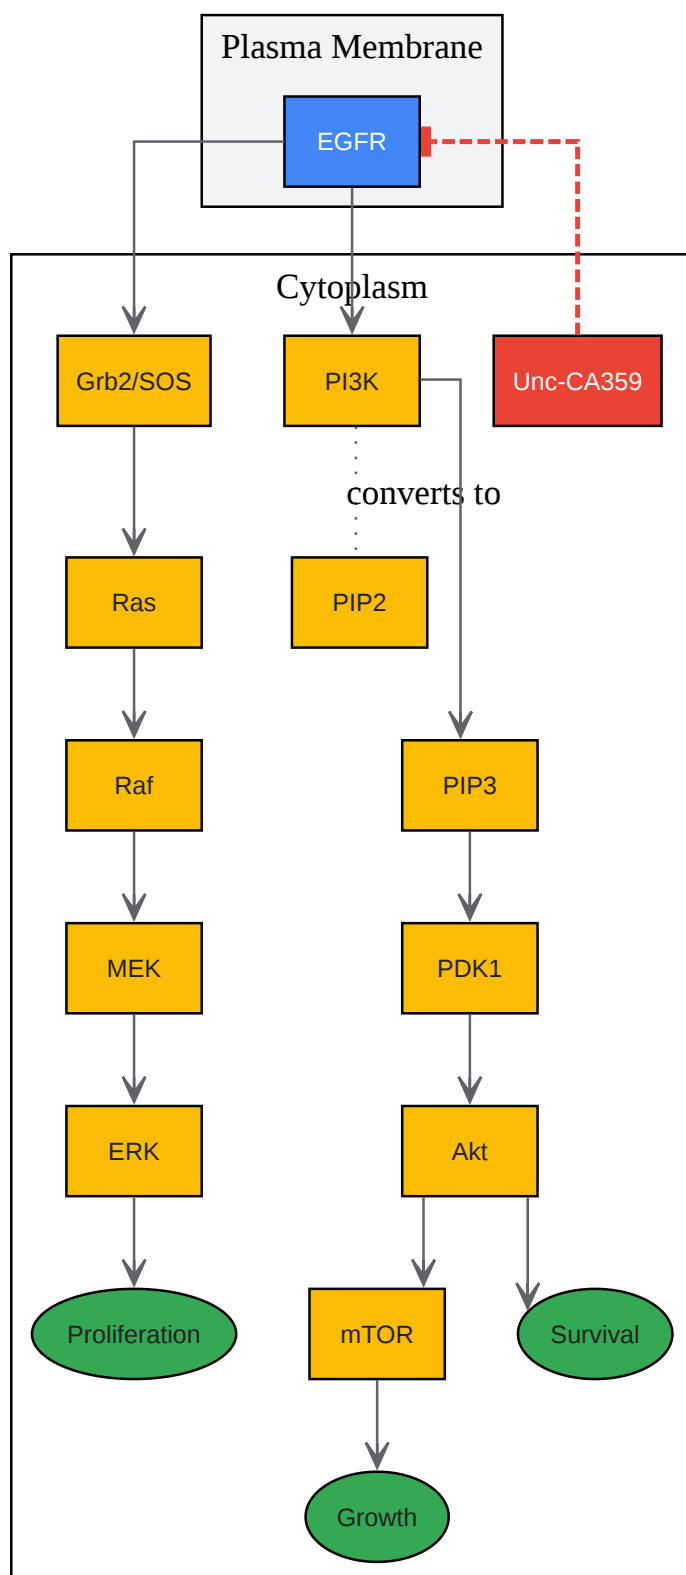 Plasma Membrane
EGFR
Cytoplasm
Grb2/SOS
PI3K
Unc-CA359
converts to
Ras
PIP2
Raf
PIP3
MEK
PDK1
ERK
Akt
Proliferation
mTOR
Survival
Growth